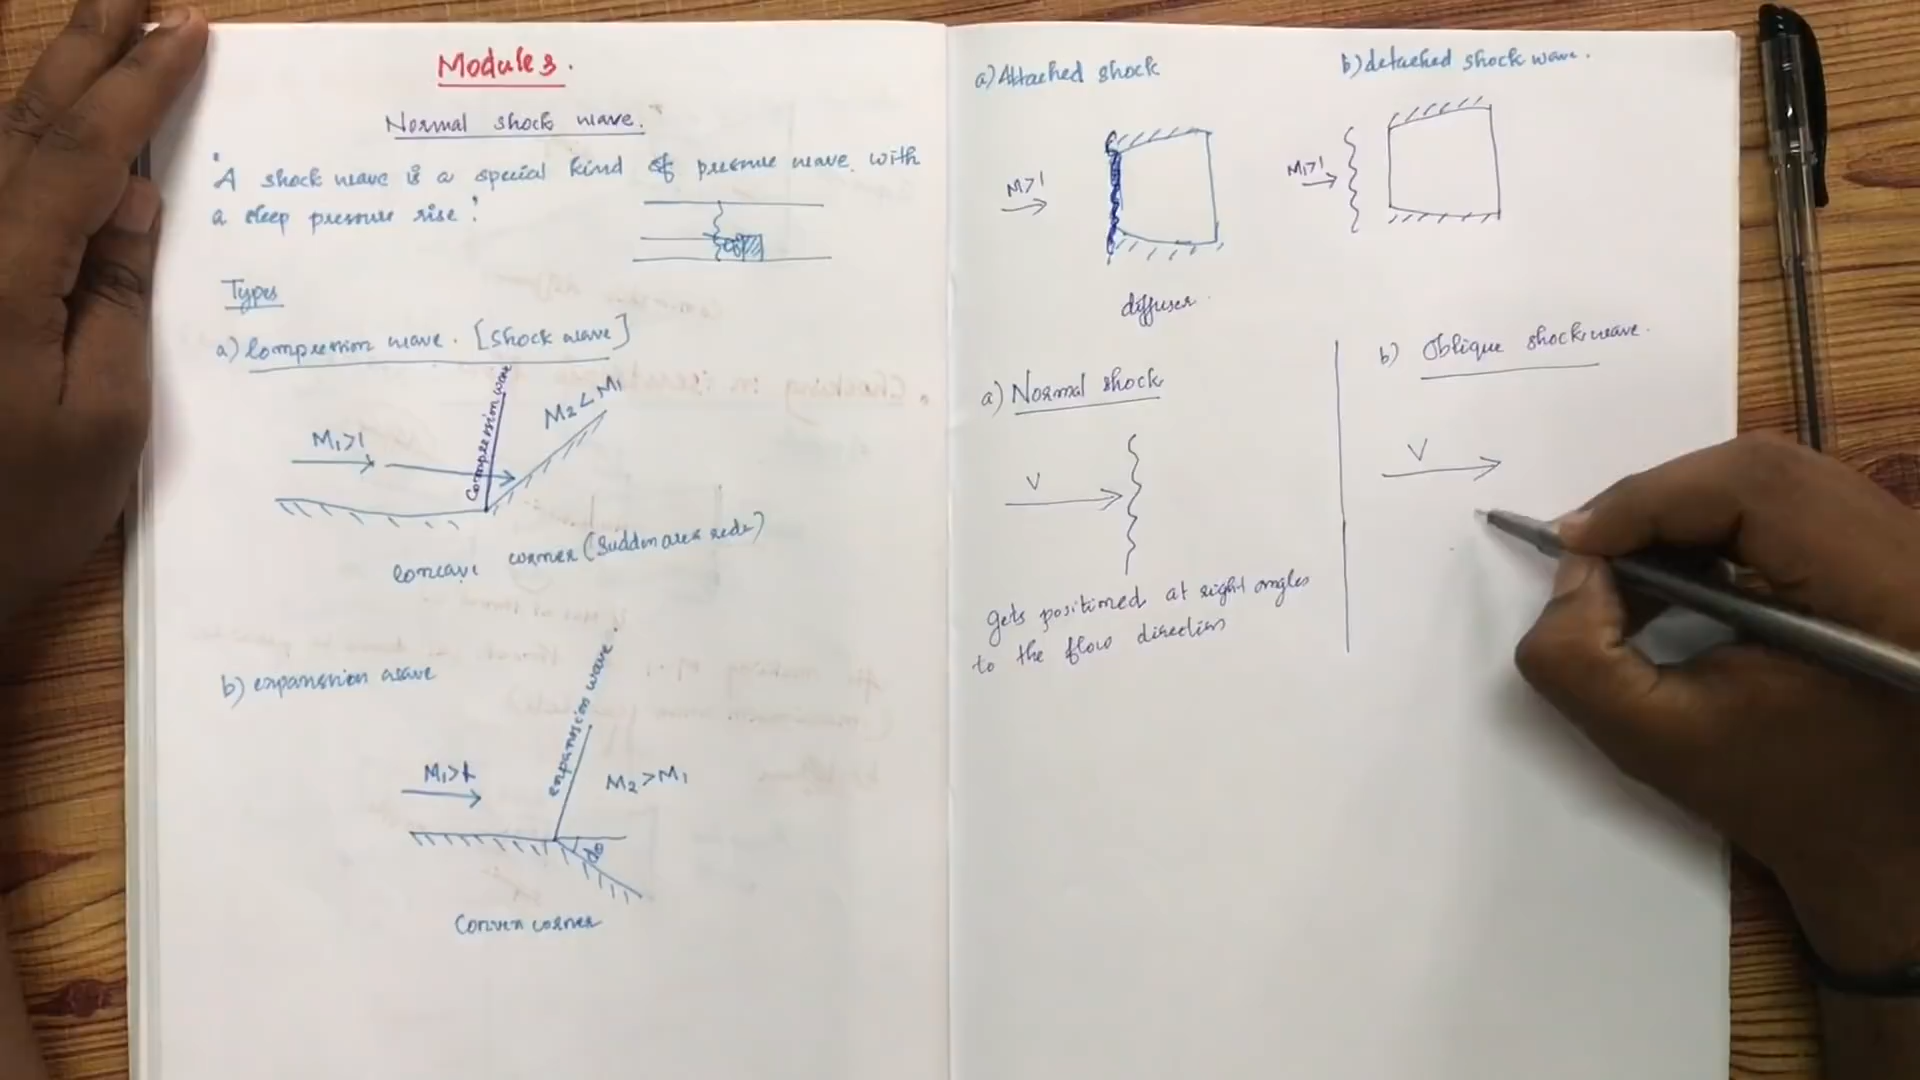 Module 3.
Normal shock wave.
"A shock wave is a special kind of pressure wave with
a steep pressure rise."
Types
a) Compression wave. [Shock wave]
Compression wave
M2 < M1
M1>1
concave corner (Sudden area redn)
b) expansion wave
expansion wave.
M1>1
M2 >M1
dθ
Convex corner
a) Attached shock
M>1
diffuser.
b) detached shock wave.
M1>1
a) Normal shock
V
gets positioned at right angles
to the flow direction
b) Oblique shock wave.
V